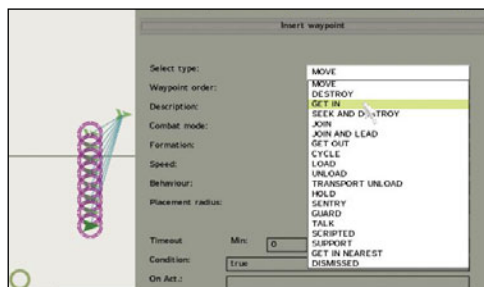 Insert waypoint
Select type:
MOVE
Waypoint order:
MOVE
DESTROY
Description:
GET IN
SEEK AND DESTROY
Combat mode:
JOIN
JOIN AND LEAD
Formation:
GET OUT
CYCLE
Speed:
LOAD
UNLOAD
Behaviour:
TRANSPORT UNLOAD
HOLD
Placement radius:
SENTRY
GUARD
TALK
SCRIPTED
Timeout Min: 0
SUPPORT
GET IN NEAREST
Condition: true
DISMISSED
On Act.: